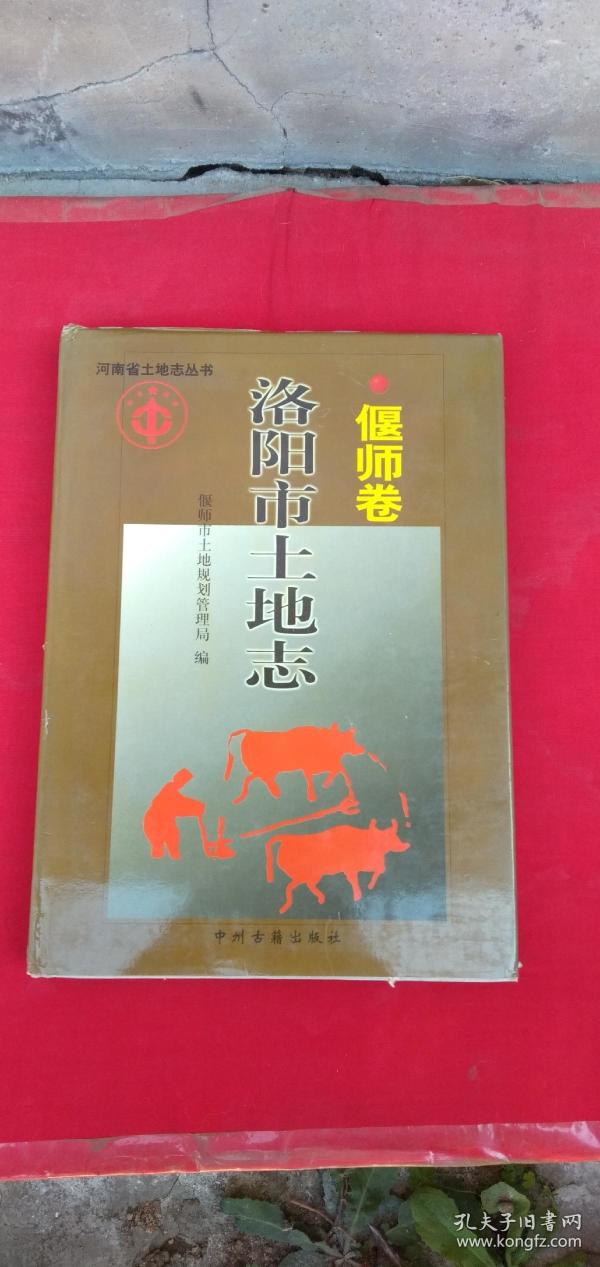 河南省土地志丛书
洛阳市土地志
·偃师卷
偃师市土地规划管理局 编
中州古籍出版社
孔夫子旧书网
www.kongfz.com